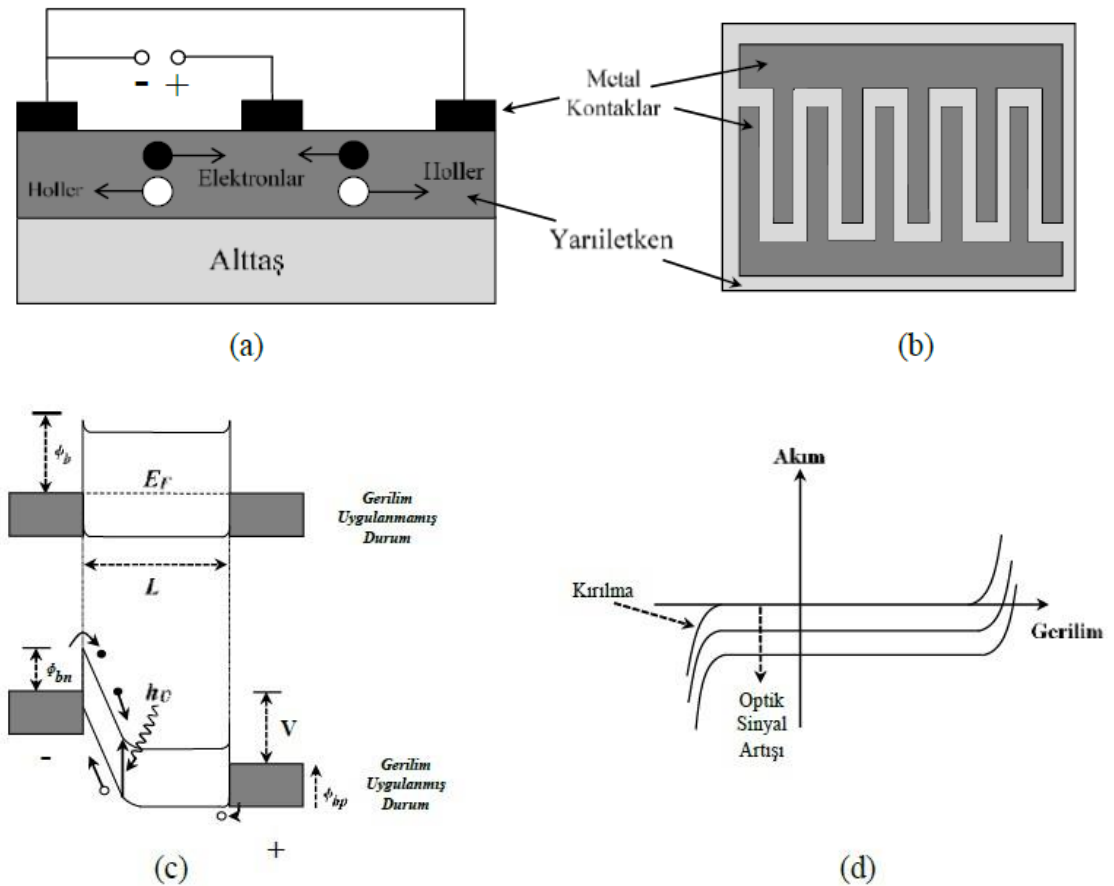 - +
Elektronlar
Holler
Holler
Alttaş
(a)
Metal
Kontaklar
Yarıiletken
(b)
ϕb
EF
Gerilim
Uygulanmamış
Durum
L
ϕbn
hυ
V
-
Gerilim
Uygulanmış
Durum
ϕbp
+
(c)
Akım
Kırılma
Gerilim
Optik
Sinyal
Artışı
(d)